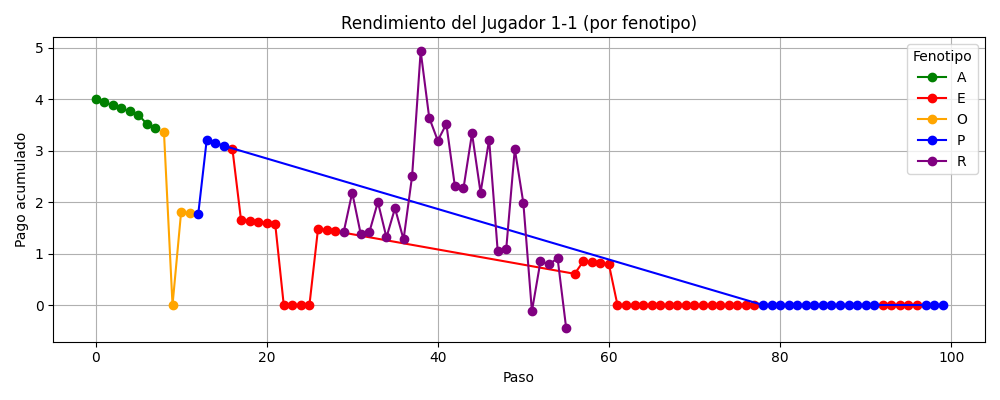 Rendimiento del Jugador 1-1 (por fenotipo)
Pago acumulado
5
4
3
2
1
0
Fenotipo
A
E
O
P
R
0
20
40
60
80
100
Paso